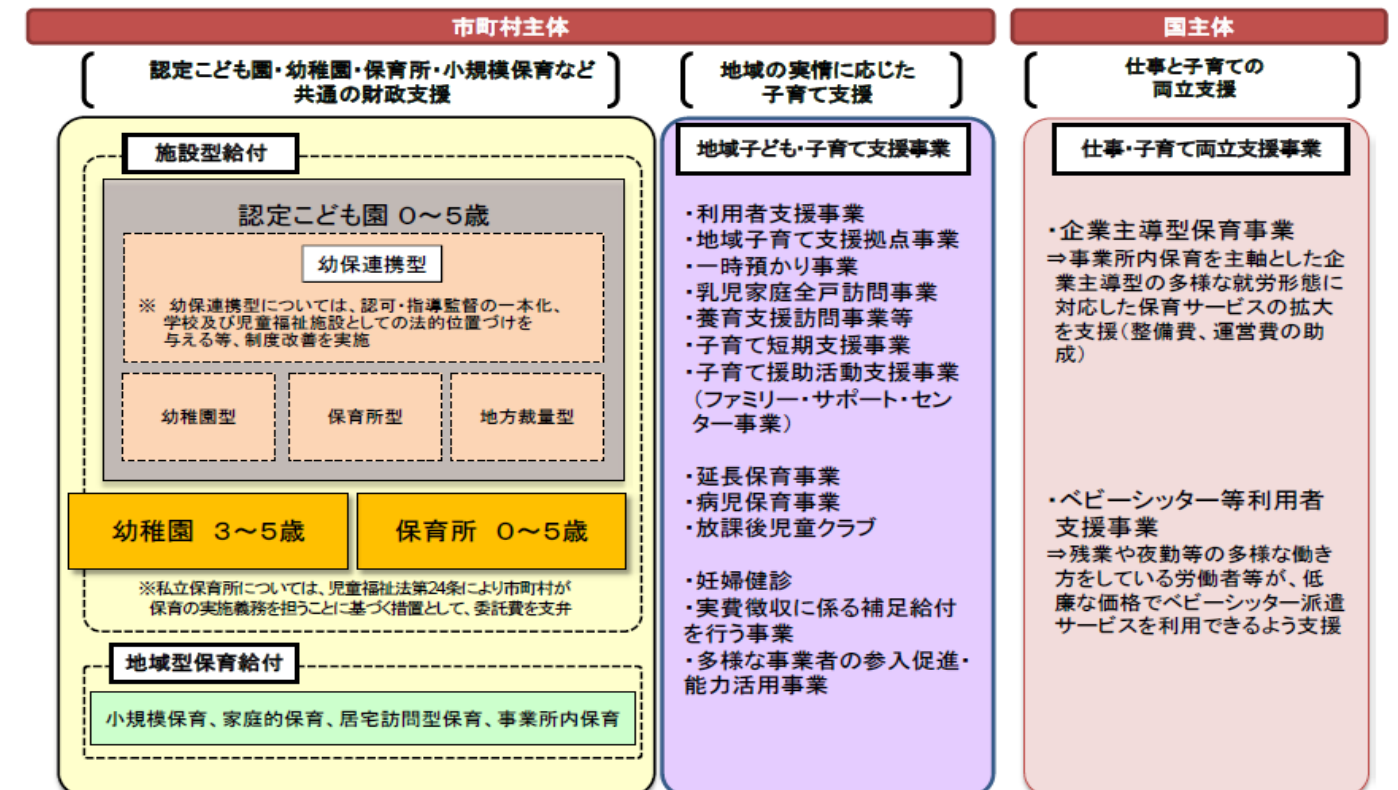 市町村主体
認定こども園・幼稚園・保育所・小規模保育など
共通の財政支援
施設型給付
認定こども園 0~5歳
幼保連携型
※ 幼保連携型については、認可・指導監督の一本化、
学校及び児童福祉施設としての法的位置づけを
与える等、制度改善を実施
幼稚園型
保育所型
地方裁量型
幼稚園 3~5歳
保育所 0~5歳
※私立保育所については、児童福祉法第24条により市町村が
保育の実施義務を担うことに基づく措置として、委託費を支弁
地域型保育給付
小規模保育、家庭的保育、居宅訪問型保育、事業所内保育
地域の実情に応じた
子育て支援
地域子ども・子育て支援事業
・利用者支援事業
・地域子育て支援拠点事業
・一時預かり事業
・乳児家庭全戸訪問事業
・養育支援訪問事業等
・子育て短期支援事業
・子育て援助活動支援事業
(ファミリー・サポート・セン
ター事業)
・延長保育事業
・病児保育事業
・放課後児童クラブ
・妊婦健診
・実費徴収に係る補足給付
を行う事業
・多様な事業者の参入促進・
能力活用事業
国主体
仕事と子育ての
両立支援
仕事・子育て両立支援事業
・企業主導型保育事業
⇒事業所内保育を主軸とした企
業主導型の多様な就労形態に
対応した保育サービスの拡大
を支援(整備費、運営費の助
成)
・ベビーシッター等利用者
支援事業
⇒残業や夜勤等の多様な働き
方をしている労働者等が、低
廉な価格でベビーシッター派遣
サービスを利用できるよう支援